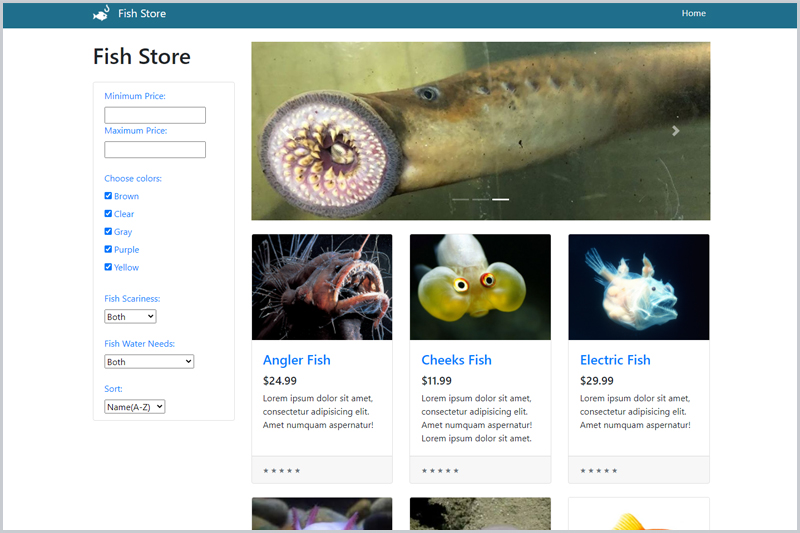 Fish Store
Home
Fish Store
Minimum Price:
Maximum Price:
Choose colors:
Brown
Clear
Gray
Purple
Yellow
Fish Scariness:
Both
Fish Water Needs:
Both
Sort:
Name(A-Z)
Angler Fish
$24.99
Lorem ipsum dolor sit amet,
consectetur adipisicing elit.
Amet numquam aspernatur!
★ ★ ★ ★ ★
Cheeks Fish
$11.99
Lorem ipsum dolor sit amet,
consectetur adipisicing elit.
Amet numquam aspernatur!
Lorem ipsum dolor sit amet.
★ ★ ★ ★ ★
Electric Fish
$29.99
Lorem ipsum dolor sit amet,
consectetur adipisicing elit.
Amet numquam aspernatur!
★ ★ ★ ★ ★